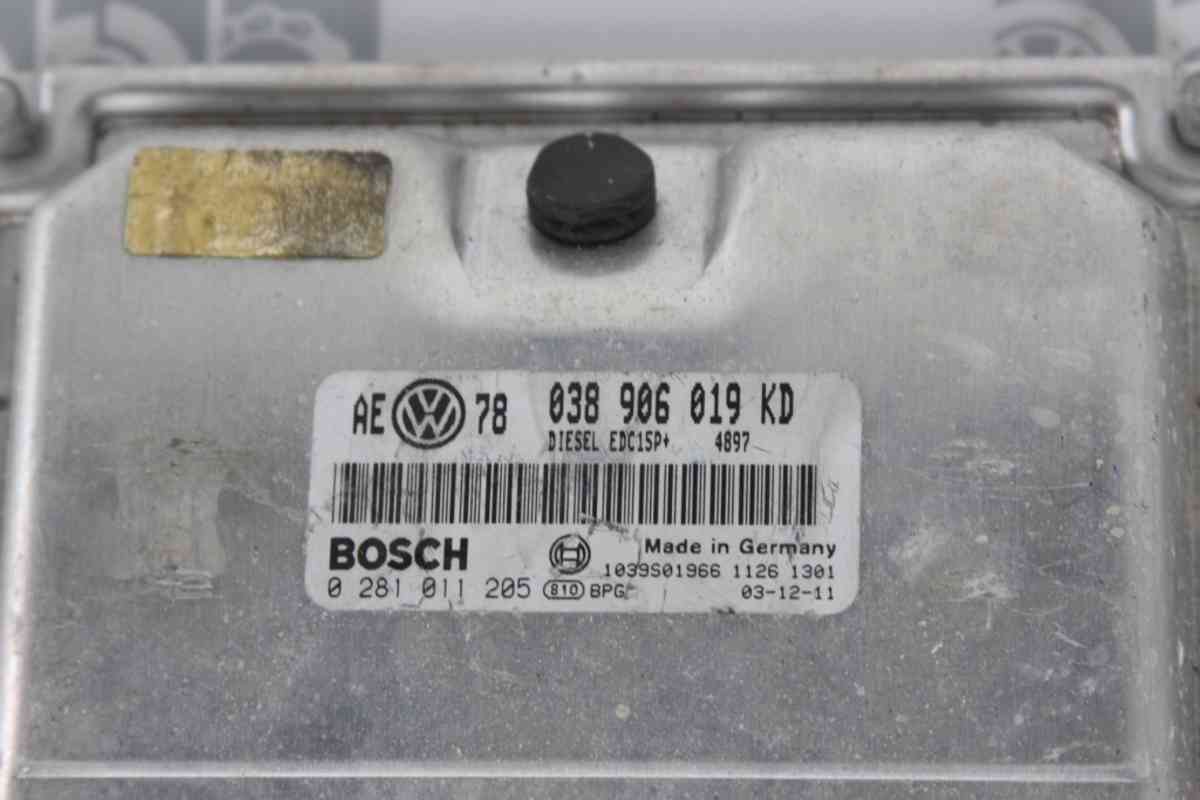 AE VW 78 038 906 019 KD
DIESEL EDC15P+ 4897
BOSCH
Made in Germany
1039S01966 1126 1301
0 281 011 205 810 BPG 03-12-11